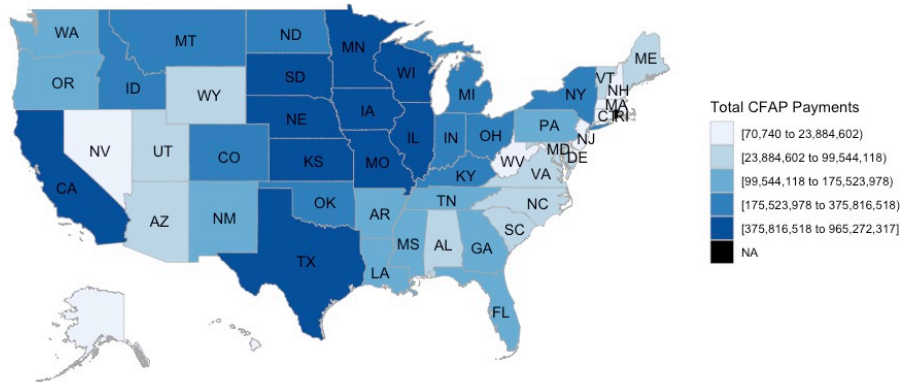 WA
MT
ND
MN
ME
OR
ID
SD
WI
VT
NH
WY
MI
NY
MA
CT
RI
NE
IA
PA
NJ
NV
UT
CO
IL
IN
OH
MD
DE
CA
KS
MO
WV
VA
KY
AZ
NM
OK
AR
TN
NC
SC
TX
LA
MS
AL
GA
FL
Total CFAP Payments
[70,740 to 23,884,602)
[23,884,602 to 99,544,118)
[99,544,118 to 175,523,978)
[175,523,978 to 375,816,518)
[375,816,518 to 965,272,317]
NA